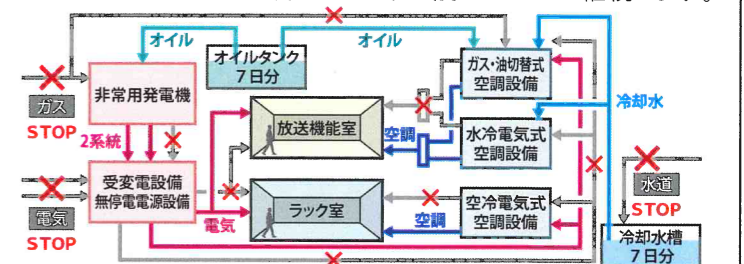 オイル
オイル
オイルタンク
7日分
ガス・油切替式
空調設備
ガス
STOP
非常用発電機
放送機能室
空調
水冷電気式
空調設備
冷却水
2系統
受変電設備
無停電電源設備
電気
STOP
電気
ラック室
空調
空冷電気式
空調設備
水道
STOP
冷却水槽
7日分